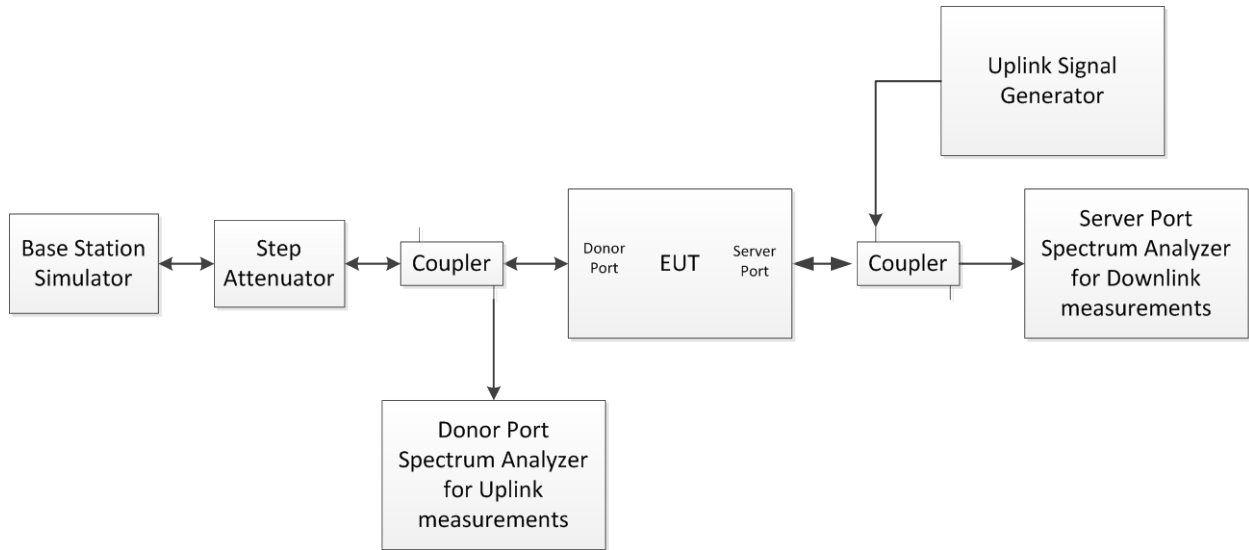 Uplink Signal
Generator
Base Station
Simulator
Step
Attenuator
Coupler
Donor
Port
EUT
Server
Port
Coupler
Server Port
Spectrum Analyzer
for Downlink
measurements
Donor Port
Spectrum Analyzer
for Uplink
measurements